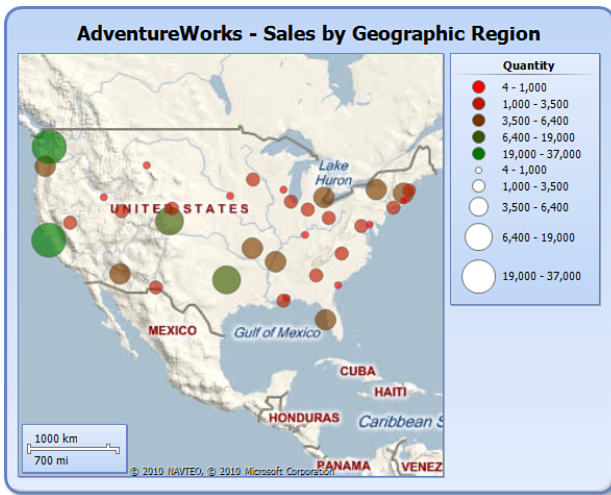 AdventureWorks - Sales by Geographic Region
Quantity
4 - 1,000
1,000 - 3,500
3,500 - 6,400
6,400 - 19,000
19,000 - 37,000
4 - 1,000
1,000 - 3,500
3,500 - 6,400
6,400 - 19,000
19,000 - 37,000
Lake
Huron
UNITED STATES
MEXICO
Gulf of Mexico
CUBA
HAITI
HONDURAS
Caribbean S
PANAMA
VENEZ
1000 km
700 mi
© 2010 NAVTEQ, © 2010 Microsoft Corporation